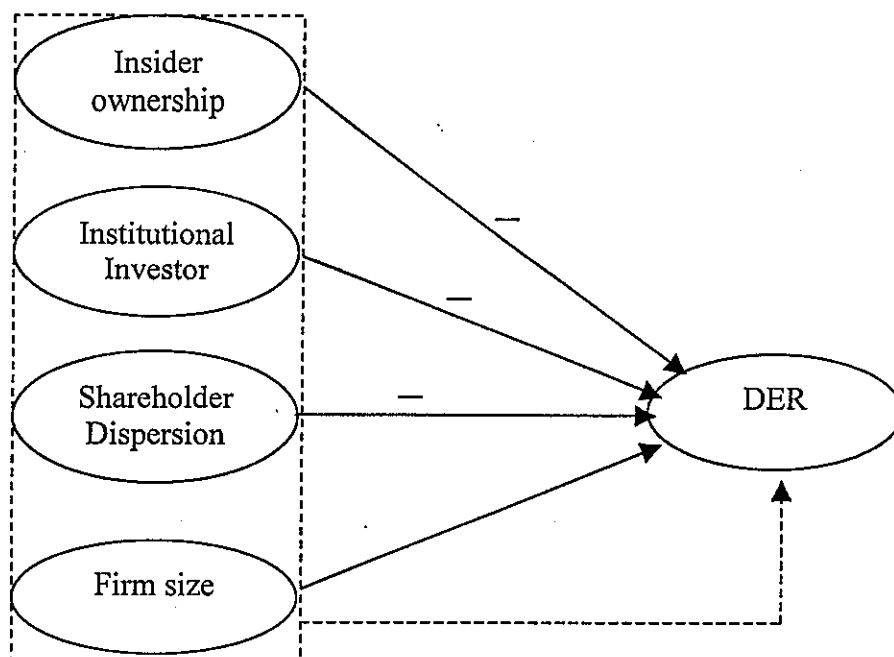 Insider
ownership
—
Institutional
Investor
—
Shareholder
Dispersion
—
DER
Firm size